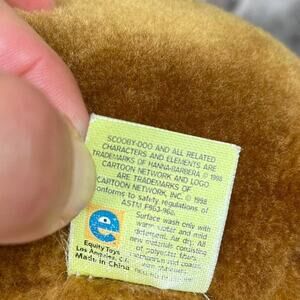 SCOOBY-DOO AND ALL RELATED
CHARACTERS AND ELEMENTS ARE
TRADEMARKS OF HANNA-BARBERA © 1998
CARTOON NETWORK AND LOGO
ARE TRADEMARKS OF
CARTOON NETWORK, INC. © 1998
conforms to safety regulations of
ASTM F963-96a.
e
Equity Toys
Los Angeles, CA
Made in China
Surface wash only with
warm water and mild
detergent. Air dry. All
new materials consisting
of polyester fibers,